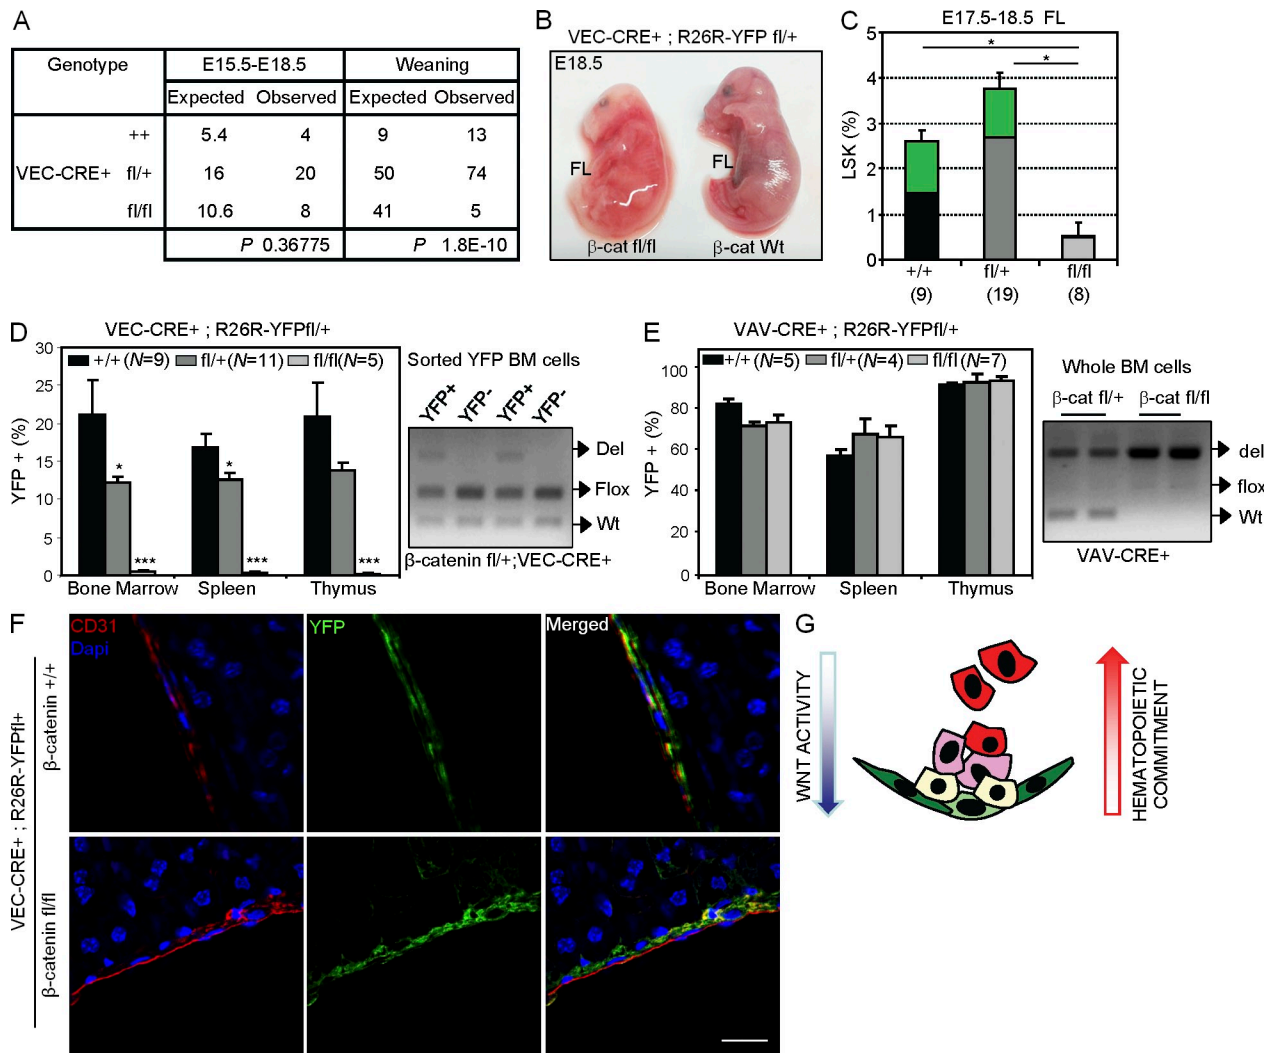 A
Genotype E15.5-E18.5 Weaning
Expected Observed Expected Observed
++ 5.4 4 9 13
VEC-CRE+ fl/+ 16 20 50 74
fl/fl 10.6 8 41 5
P 0.36775 P 1.8E-10
B
VEC-CRE+ ; R26R-YFP fl/+
E18.5
FL FL
β-cat fl/fl β-cat Wt
C
E17.5-18.5 FL
LSK (%)
5
4
3
2
1
0
* *
+/+ fl/+ fl/fl
(9) (19) (8)
D
VEC-CRE+ ; R26R-YFPfl/+
+/+ (N=9) fl/+(N=11) fl/fl(N=5)
YFP + (%)
30
25
20
15
10
5
0
* *** * *** ***
Bone Marrow Spleen Thymus
Sorted YFP BM cells
YFP+ YFP- YFP+ YFP-
Del
Flox
Wt
β-catenin fl/+;VEC-CRE+
E
VAV-CRE+ ; R26R-YFPfl/+
+/+ (N=5) fl/+(N=4) fl/fl(N=7)
YFP + (%)
100
80
60
40
20
0
Bone Marrow Spleen Thymus
Whole BM cells
β-cat fl/+ β-cat fl/fl
del
flox
Wt
VAV-CRE+
F
VEC-CRE+ ; R26R-YFPfl+
β-catenin +/+
β-catenin fl/fl
CD31
Dapi
YFP
Merged
G
WNT ACTIVITY
HEMATOPOIETIC
COMMITMENT